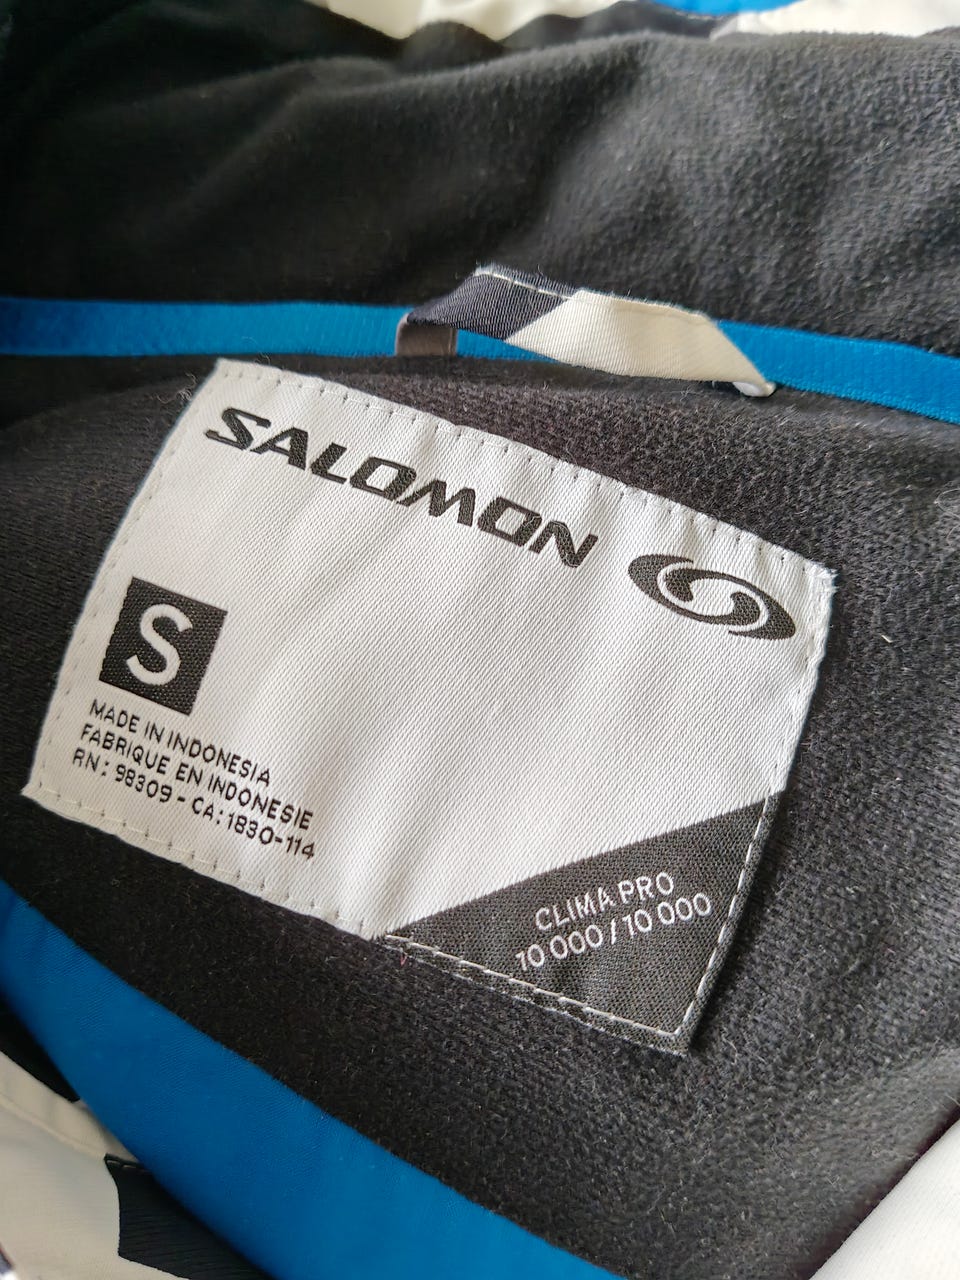 SALOMON
S
MADE IN INDONESIA
FABRIQUE EN INDONESIE
RN: 98309 - CA: 1830-114
CLIMA PRO
10 000 / 10 000